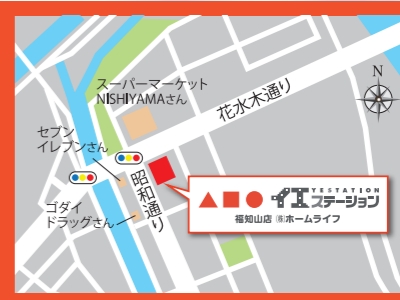 スーパーマーケット
NISHIYAMAさん
花水木通り
N
セブン
イレブンさん
昭和通り
ゴダイ
ドラッグさん
YESTATION
イエステーション
福知山店 ㈲ホームライフ